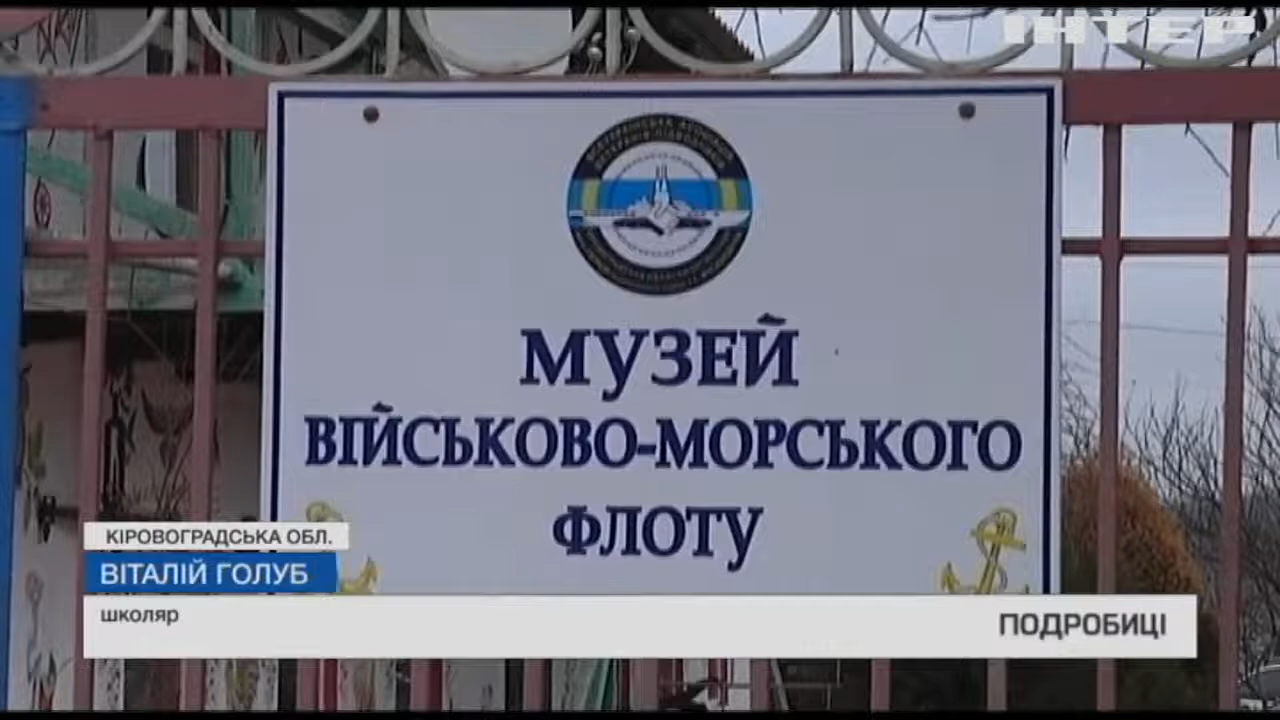 ІНТЕР
МУЗЕЙ
ВІЙСЬКОВО-МОРСЬКОГО
ФЛОТУ
КІРОВОГРАДСЬКА ОБЛ.
ВІТАЛІЙ ГОЛУБ
школяр
ПОДРОБИЦІ